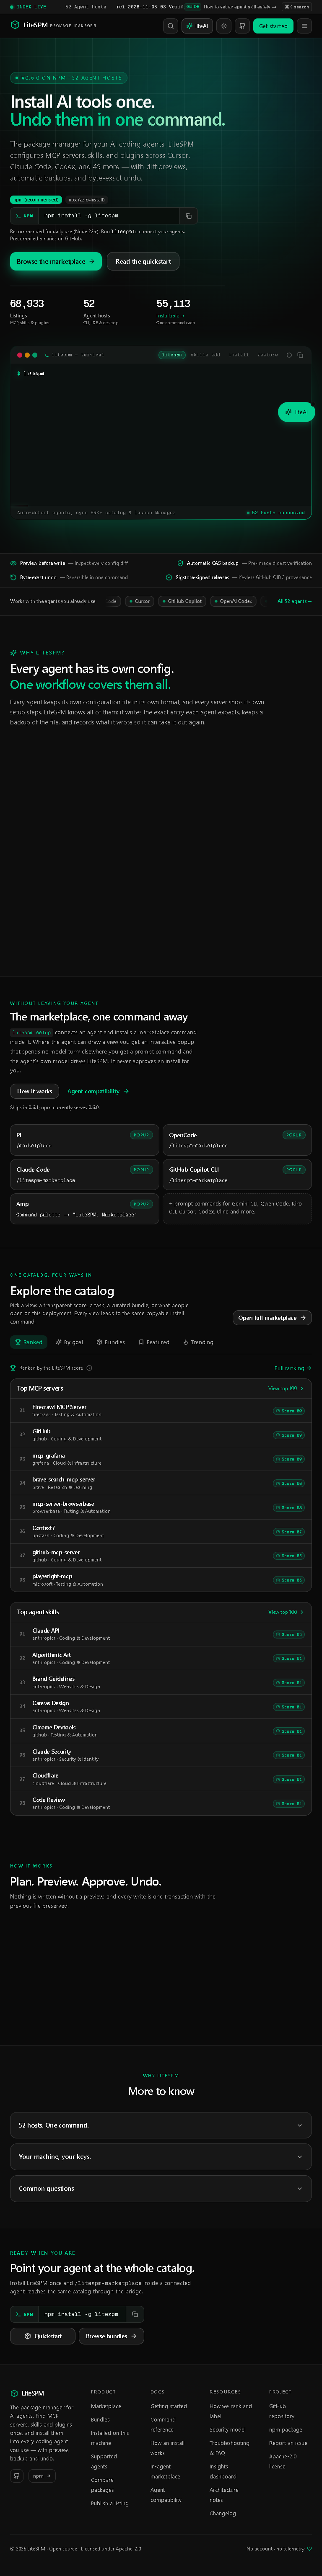 INDEX LIVE
52 Agent Hosts
GUIDE
How to vet an agent skill safely →
⌘K search
LiteSPM PACKAGE MANAGER
liteAi
Get started
V0.6.0 ON NPM · 52 AGENT HOSTS
Install AI tools once.
Undo them in one command.
The package manager for your AI coding agents. LiteSPM
configures MCP servers, skills, and plugins across Cursor,
Claude Code, Codex, and 49 more — with diff previews,
automatic undo, and byte-exact backup.
npm (recommended)
npx (zero-install)
npm install -g litespm
Recommended for daily use (Node 22+). Run litespm to connect your agents.
Precompiled binaries on GitHub.
Browse the marketplace →
Read the quickstart
68,933
Listings
MCP, skills & plugins
52
Agent hosts
CLI, IDE & desktop
55,113
Installable →
One command each
litespm — terminal
litespm
skills add
install
restore
$ litespm
liteAi
Auto-detect agents, sync 68k+ catalog & launch Manager
52 hosts connected
Preview before write — Inspect every config diff
Automatic CAS backup — Pre-image digest verification
Byte-exact undo — Reversible in one command
Sigstore-signed releases — Keyless GitHub OIDC provenance
Works with the agents you already use
Cursor
GitHub Copilot
OpenAI Codex
All 52 agents →
WHY LITESPM?
Every agent has its own config.
One workflow covers them all.
Every agent keeps its own configuration file in its own format, and every server ships its own
setup steps. LiteSPM knows all of them: it writes the exact entry each agent expects, keeps a
backup of the file, and records what it wrote so it can take it out again.
WITHOUT LEAVING YOUR AGENT
The marketplace, one command away
litespm setup connects an agent and installs a marketplace command
inside it. Where the agent can draw a view you get an interactive popup
that spends no model turn; elsewhere you get a prompt command and
the agent's own model drives LiteSPM. It never approves an install for
you.
How it works
Agent compatibility →
Ships in 0.6.1; npm currently serves 0.6.0.
Pi
POPUP
/marketplace
OpenCode
POPUP
/litespm-marketplace
Claude Code
POPUP
/litespm-marketplace
GitHub Copilot CLI
POPUP
/litespm-marketplace
Amp
POPUP
Command palette → "LiteSPM: Marketplace"
+ prompt commands for Gemini CLI, Qwen Code, Kiro
CLI, Cursor, Codex, Cline and more.
ONE CATALOG, FOUR WAYS IN
Explore the catalog
Pick a view: a transparent score, a task, a curated bundle, or what people
open on this deployment. Every view leads to the same copyable install
command.
Open full marketplace →
Ranked
By goal
Bundles
Featured
Trending
Ranked by the LiteSPM score
Full ranking →
Top MCP servers
View top 100
01
Firecrawl MCP Server
firecrawl · Testing & Automation
02
GitHub
github · Coding & Development
03
mcp-grafana
grafana · Cloud & Infrastructure
04
brave-search-mcp-server
brave · Research & Learning
05
mcp-server-browserbase
browserbase · Testing & Automation
06
Context7
upstash · Coding & Development
07
github-mcp-server
github · Coding & Development
08
playwright-mcp
microsoft · Testing & Automation
Top agent skills
View top 100
01
Claude API
anthropics · Coding & Development
02
Algorithmic Art
anthropics · Coding & Development
03
Brand Guidelines
anthropics · Websites & Design
04
Canvas Design
anthropics · Websites & Design
05
Chrome Devtools
github · Testing & Automation
06
Claude Security
anthropics · Security & Identity
07
Cloudflare
cloudflare · Cloud & Infrastructure
08
Code Review
anthropics · Coding & Development
HOW IT WORKS
Plan. Preview. Approve. Undo.
Nothing is written without a preview, and every write is one transaction with the
previous file preserved.
WHY LITESPM
More to know
52 hosts. One command.
Your machine, your keys.
Common questions
READY WHEN YOU ARE
Point your agent at the whole catalog.
Install LiteSPM once and /litespm-marketplace inside a connected
agent reaches the same catalog through the bridge.
npm install -g litespm
Quickstart
Browse bundles →
LiteSPM
The package manager for
AI agents. Find MCP
servers, skills and plugins
once, then install them
into every coding agent
you use — with preview,
backup and undo.
npm ↗
PRODUCT
Marketplace
Bundles
Installed on this
machine
Supported
agents
Compare
packages
Publish a listing
DOCS
Getting started
Command
reference
How an install
works
In-agent
marketplace
Agent
compatibility
RESOURCES
How we rank and
label
Security model
Troubleshooting
& FAQ
Insights
dashboard
Architecture
notes
Changelog
PROJECT
GitHub
repository
npm package
Report an issue
Apache-2.0
license
© 2026 LiteSPM · Open source · Licensed under Apache-2.0
No account · no telemetry